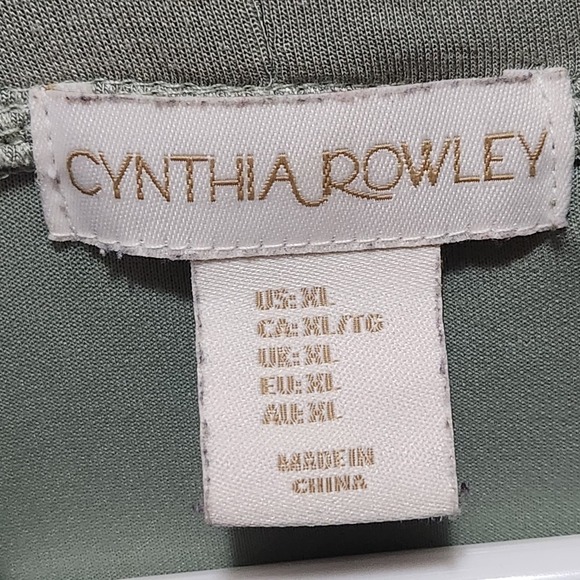 CYNTHIA ROWLEY
US: XL
CA: XL/TG
UK: XL
EU: XL
AU: XL
MADE IN
CHINA